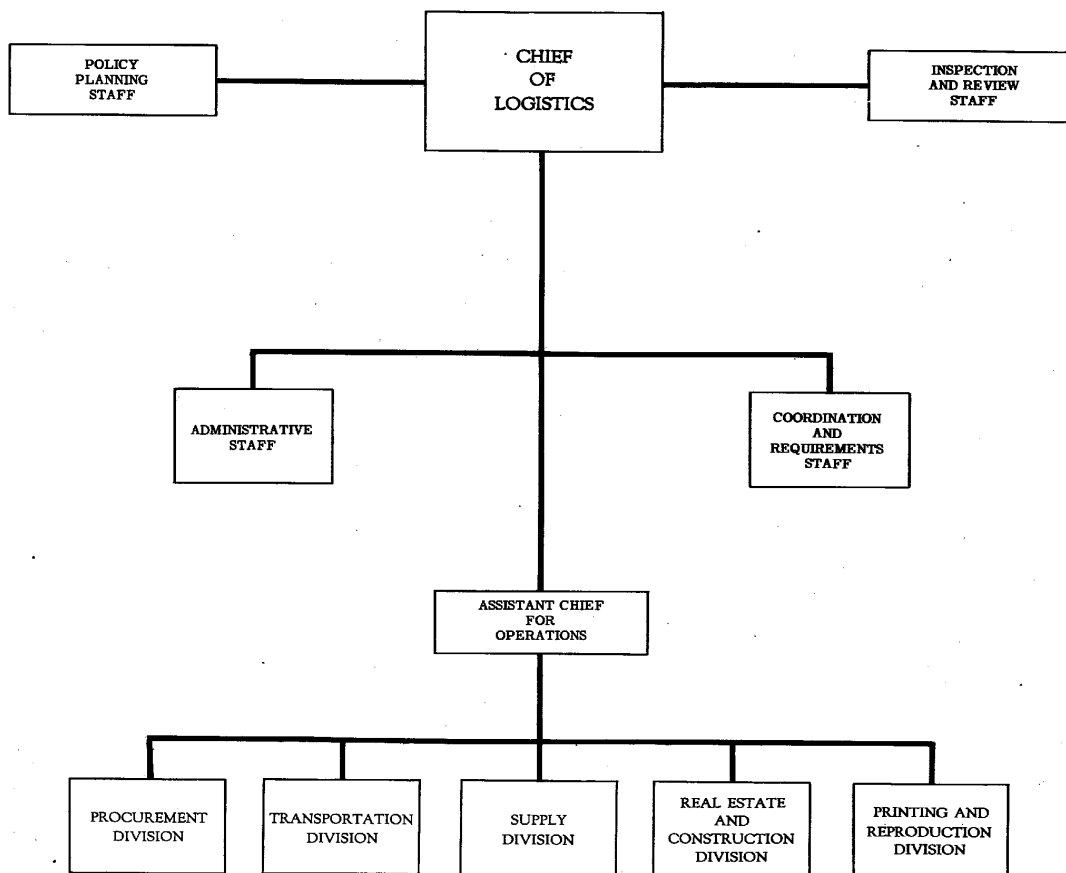 CHIEF
OF
LOGISTICS
POLICY
PLANNING
STAFF
INSPECTION
AND REVIEW
STAFF
ADMINISTRATIVE
STAFF
COORDINATION
AND
REQUIREMENTS
STAFF
ASSISTANT CHIEF
FOR
OPERATIONS
PROCUREMENT
DIVISION
TRANSPORTATION
DIVISION
SUPPLY
DIVISION
REAL ESTATE
AND
CONSTRUCTION
DIVISION
PRINTING AND
REPRODUCTION
DIVISION